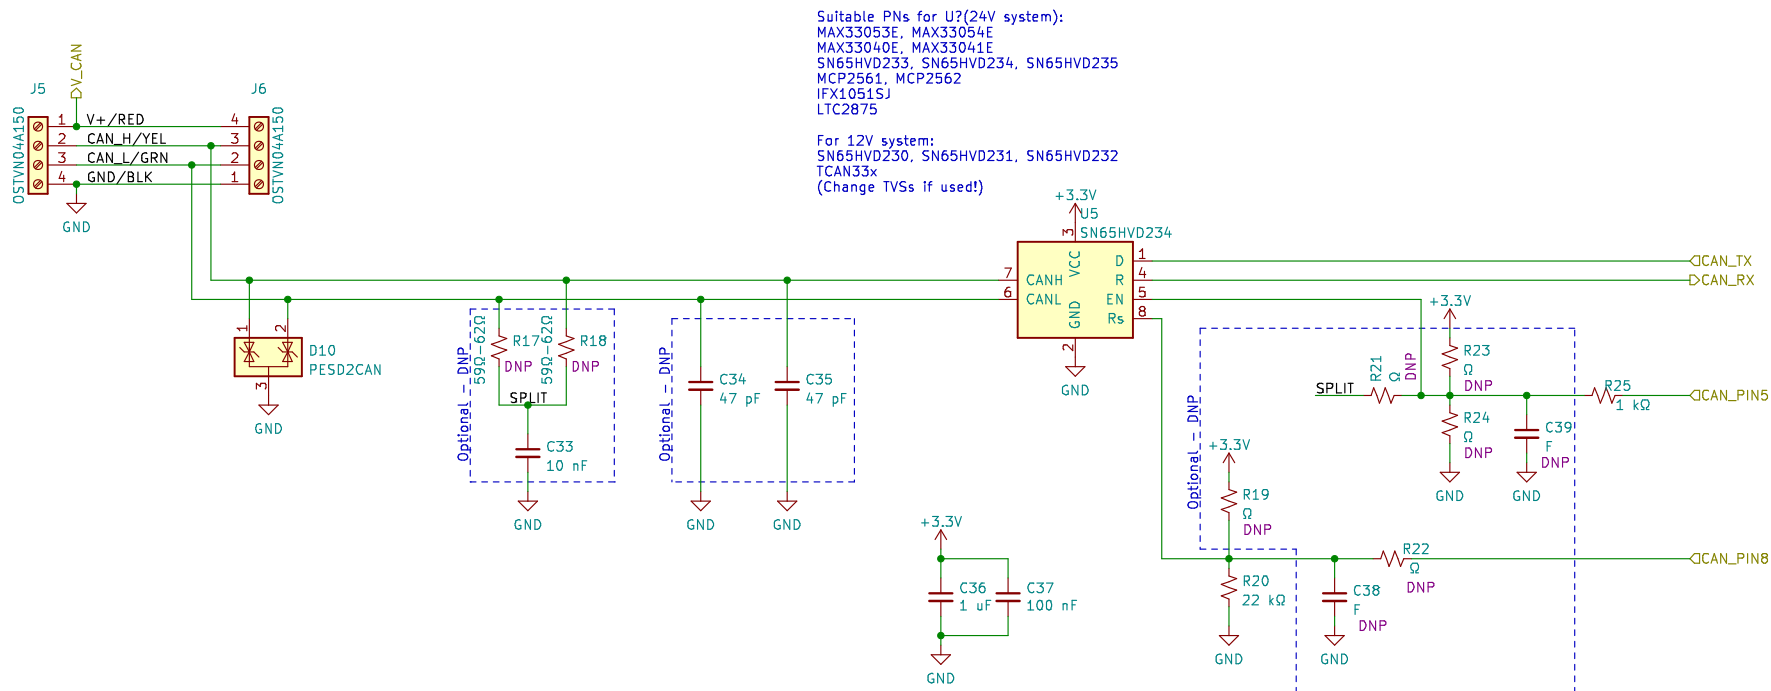 Suitable PNs for U?(24V system):
MAX33053E, MAX33054E
MAX33040E, MAX33041E
SN65HVD233, SN65HVD234, SN65HVD235
MCP2561, MCP2562
IFX1051SJ
LTC2875
For 12V system:
SN65HVD230, SN65HVD231, SN65HVD232
TCAN33x
(Change TVSs if used!)
V_CAN
J5
J6
OSTVN04A150
1
2
3
4
V+/RED
CAN_H/YEL
CAN_L/GRN
GND/BLK
4
3
2
1
OSTVN04A150
GND
+3.3V
U5
SN65HVD234
3
VCC
7
CANH
6
CANL
GND
2
D
1
R
4
EN
5
Rs
8
GND
CAN_TX
CAN_RX
1
2
3
D10
PESD2CAN
GND
Optional - DNP
59Ω-62Ω
R17
DNP
59Ω-62Ω
R18
DNP
SPLIT
C33
10 nF
GND
Optional - DNP
C34
47 pF
GND
C35
47 pF
GND
+3.3V
C36
1 uF
C37
100 nF
GND
Optional - DNP
SPLIT
R21
Ω
DNP
+3.3V
R23
Ω
DNP
R24
Ω
DNP
GND
C39
F
DNP
GND
R25
1 kΩ
CAN_PIN5
+3.3V
R19
Ω
DNP
R20
22 kΩ
GND
C38
F
DNP
GND
R22
Ω
DNP
CAN_PIN8